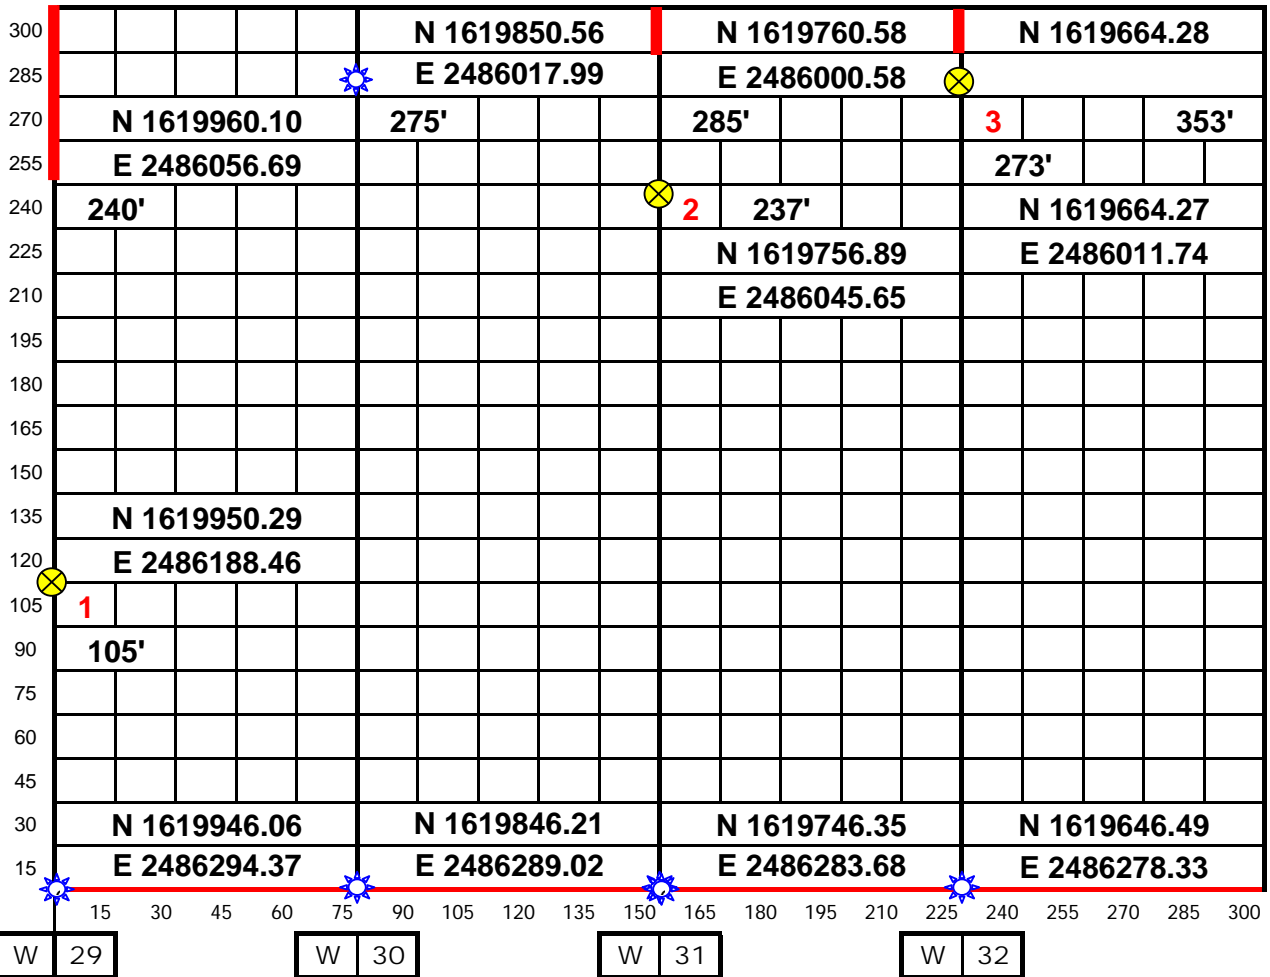 300 N 1619850.56 N 1619760.58 N 1619664.28
285 E 2486017.99 E 2486000.58
270 N 1619960.10 275' 285' 3 353'
255 E 2486056.69 273'
240 240' 2 237' N 1619664.27
225 N 1619756.89 E 2486011.74
210 E 2486045.65
195
180
165
150
135 N 1619950.29
120 E 2486188.46
105 1
90 105'
75
60
45
30 N 1619946.06 N 1619846.21 N 1619746.35 N 1619646.49
15 E 2486294.37 E 2486289.02 E 2486283.68 E 2486278.33
15 30 45 60 75 90 105 120 135 150 165 180 195 210 225 240 255 270 285 300
W 29 W 30 W 31 W 32